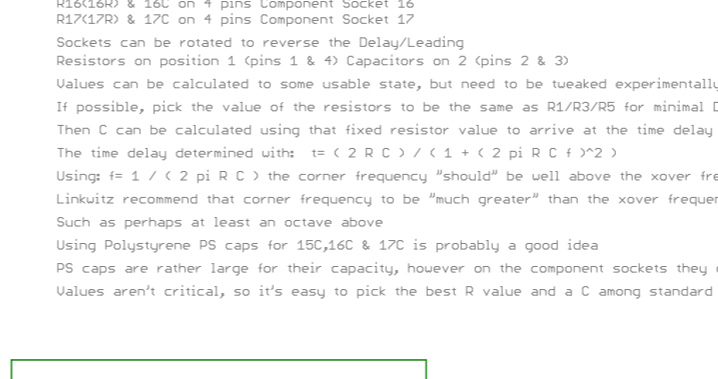 R16(16R) & 16C on 4 pins Component Socket 16
R17(17R) & 17C on 4 pins Component Socket 17
Sockets can be rotated to reverse the Delay/Leading
Resistors on position 1 (pins 1 & 4) Capacitors on 2 (pins 2 & 3)
Values can be calculated to some usable state, but need to be tweaked experimentally
If possible, pick the value of the resistors to be the same as R1/R3/R5 for minimal D
Then C can be calculated using that fixed resistor value to arrive at the time delay
The time delay determined with: t= ( 2 R C ) / ( 1 + ( 2 pi R C f )^2 )
Using: f= 1 / ( 2 pi R C ) the corner frequency "should" be well above the xover fre
Linkwitz recommend that corner frequency to be "much greater" than the xover frequen
Such as perhaps at least an octave above
Using Polystyrene PS caps for 15C,16C & 17C is probably a good idea
PS caps are rather large for their capacity, however on the component sockets they
Values aren't critical, so it's easy to pick the best R value and a C among standard